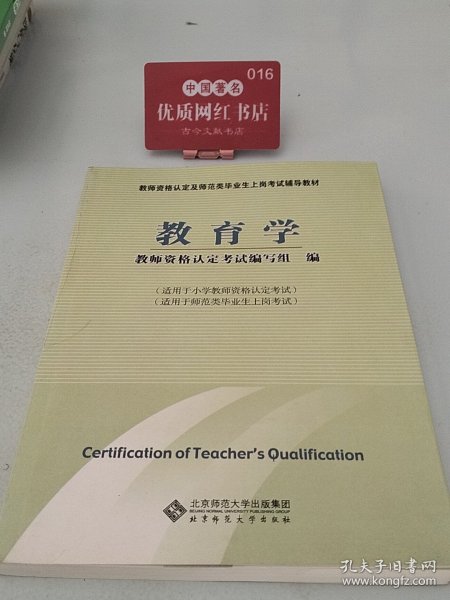 016
中国著名
优质网红书店
古今文献书店
教师资格认定及师范类毕业生上岗考试辅导教材
教育学
教师资格认定考试编写组 编
(适用于小学教师资格认定考试)
(适用于师范类毕业生上岗考试)
Certification of Teacher's Qualification
北京师范大学出版集团
BEIJING NORMAL UNIVERSITY PUBLISHING GROUP
北京师范大学出版社
孔夫子旧书网
www.kongfz.com